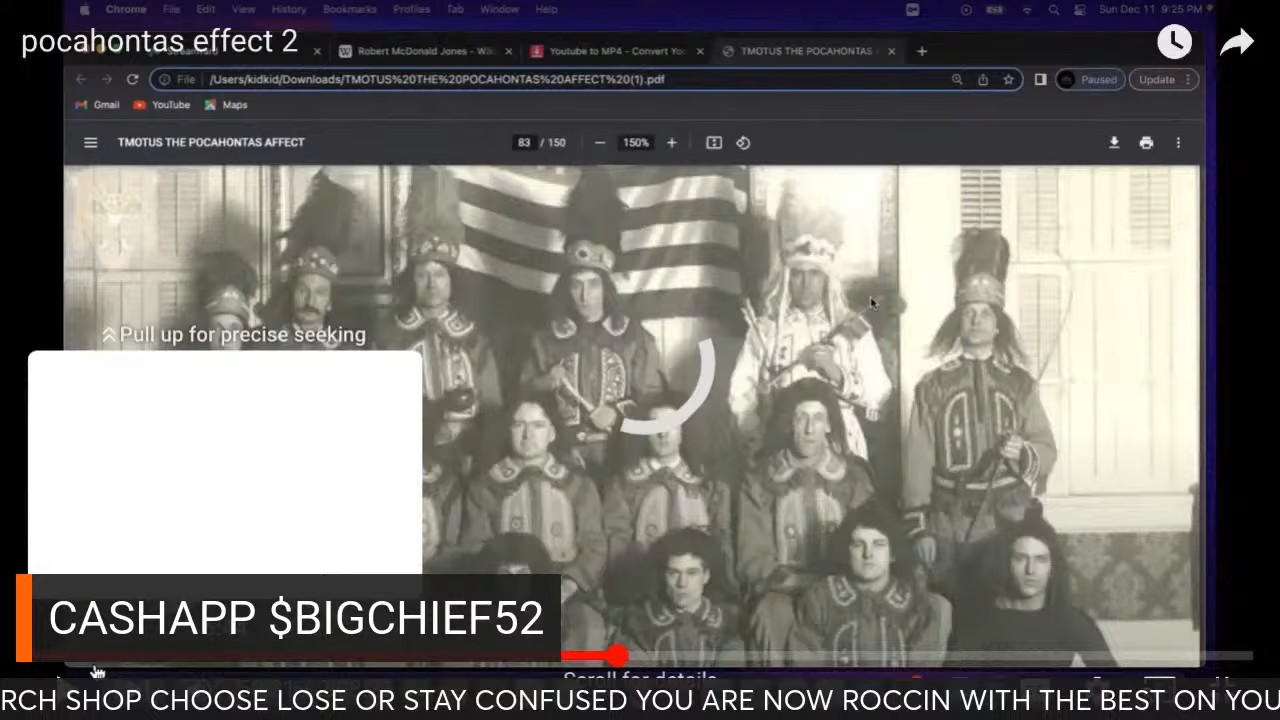 Chrome File Edit View History Bookmarks Profiles Tab Window Help Sun Dec 11 9:25 PM
pocahontas effect 2
Robert McDonald Jones - Wi Youtube to MP4 - Convert Yo TMOTUS THE POCAHONTAS
File /Users/kidkid/Downloads/TMOTUS%20THE%20POCAHONTAS%20AFFECT%20(1).pdf Paused Update
Gmail YouTube Maps
TMOTUS THE POCAHONTAS AFFECT 83 / 150 150%
Pull up for precise seeking
CASHAPP $BIGCHIEF52
Scroll for details
RCH SHOP CHOOSE LOSE OR STAY CONFUSED YOU ARE NOW ROCCIN WITH THE BEST ON YOU